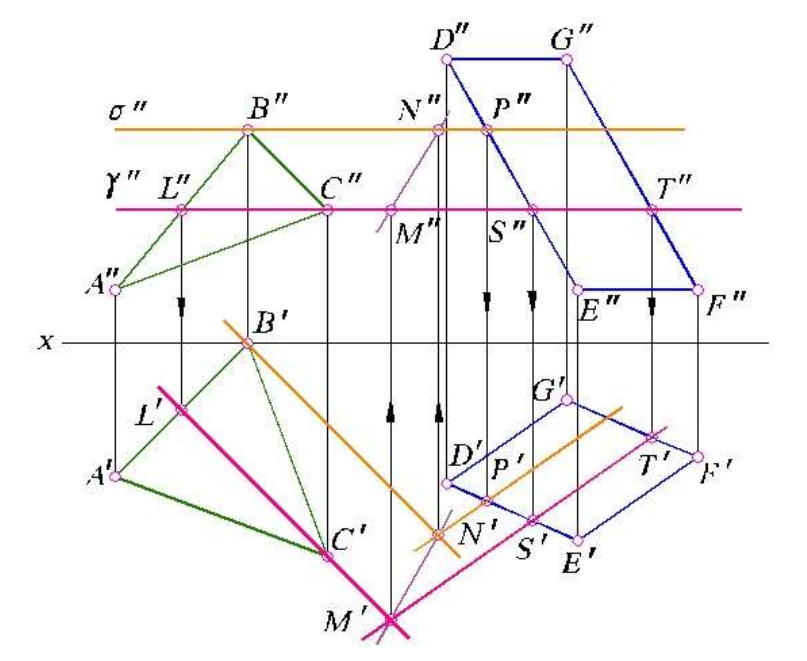 D″ G″
σ″ B″ N″ P″
γ″ L″ C″ M″ S″ T″
A″ E″ F″
x B′
L′ G′
A′ D′ P′ T′ F′
C′ N′ S′ E′
M′